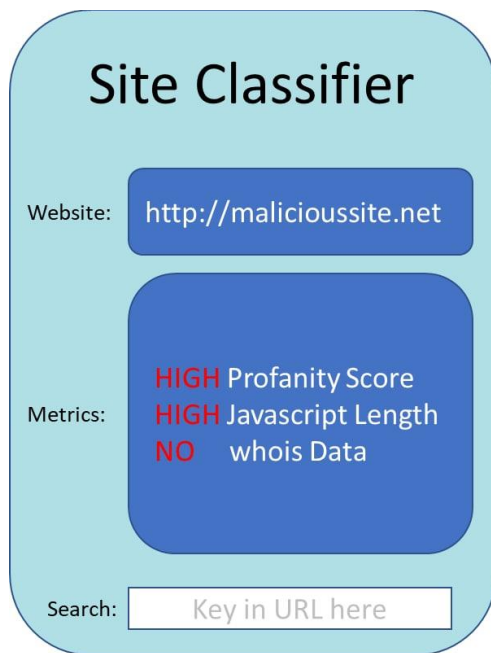 Site Classifier
Website: http://malicioussite.net
HIGH Profanity Score
Metrics: HIGH Javascript Length
NO whois Data
Search: Key in URL here